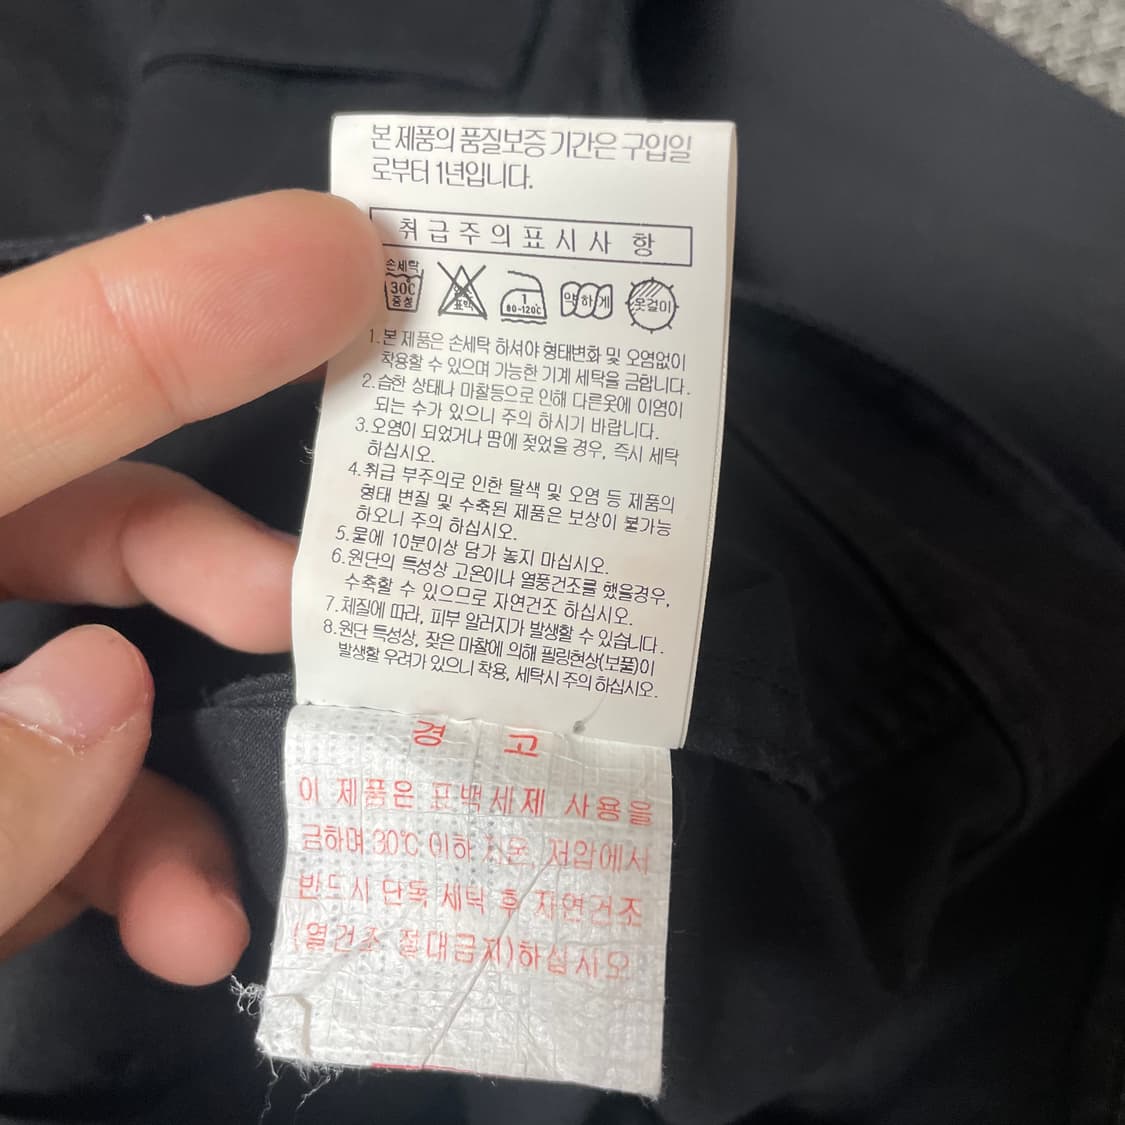 본 제품의 품질보증 기간은 구입일
로부터 1년입니다.
취급주의표시사항
손세탁
30℃
중성
염소
표백
1
80-120℃
약하게
옷걸이
1.본 제품은 손세탁 하셔야 형태변화 및 오염없이
착용할 수 있으며 가능한 기계 세탁을 금합니다.
2.습한 상태나 마찰등으로 인해 다른옷에 이염이
되는 수가 있으니 주의 하시기 바랍니다.
3.오염이 되었거나 땀에 젖었을 경우, 즉시 세탁
하십시오.
4.취급 부주의로 인한 탈색 및 오염 등 제품의
형태 변질 및 수축된 제품은 보상이 불가능
하오니 주의 하십시오.
5.물에 10분이상 담가 놓지 마십시오.
6.원단의 특성상 고온이나 열풍건조를 했을경우,
수축할 수 있으므로 자연건조 하십시오.
7.체질에 따라, 피부 알러지가 발생할 수 있습니다.
8.원단 특성상, 잦은 마찰에 의해 필링현상(보풀)이
발생할 우려가 있으니 착용, 세탁시 주의 하십시오.
경 고
이 제품은 표백세제 사용을
금하며 30℃ 이하 저온, 저압에서
반드시 단독 세탁 후 자연건조
(열건조 절대금지)하십시오